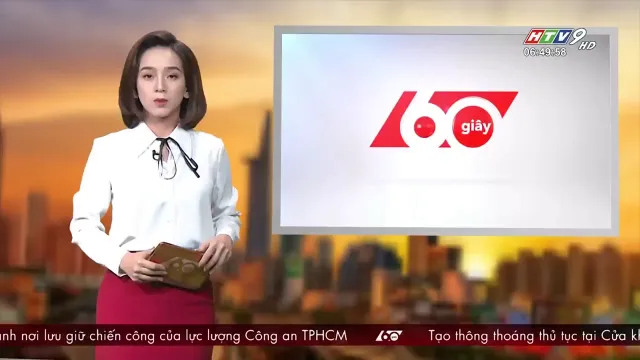 HTV9 HD
06:49:58
60 giây
nơi lưu giữ chiến công của lực lượng Công an TPHCM
60
Tạo thông thoáng thủ tục tại Cửa